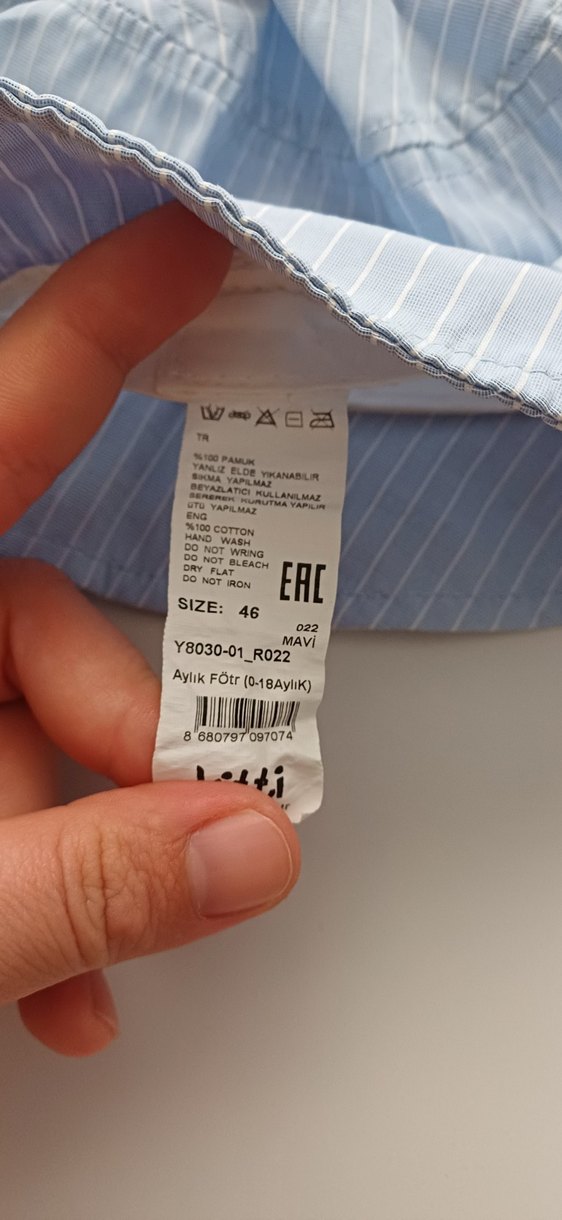 TR
%100 PAMUK
YANLIZ ELDE YIKANABILIR
SIKMA YAPILMAZ
BEYAZLATICI KULLANILMAZ
SEREREK KURUTMA YAPILIR
ÜTÜ YAPILMAZ
ENG
%100 COTTON
HAND WASH
DO NOT WRING
DO NOT BLEACH
DRY FLAT
DO NOT IRON
EAC
SIZE: 46
022
MAVİ
Y8030-01_R022
Aylık FÖtr (0-18AylıK)
8 680797 097074